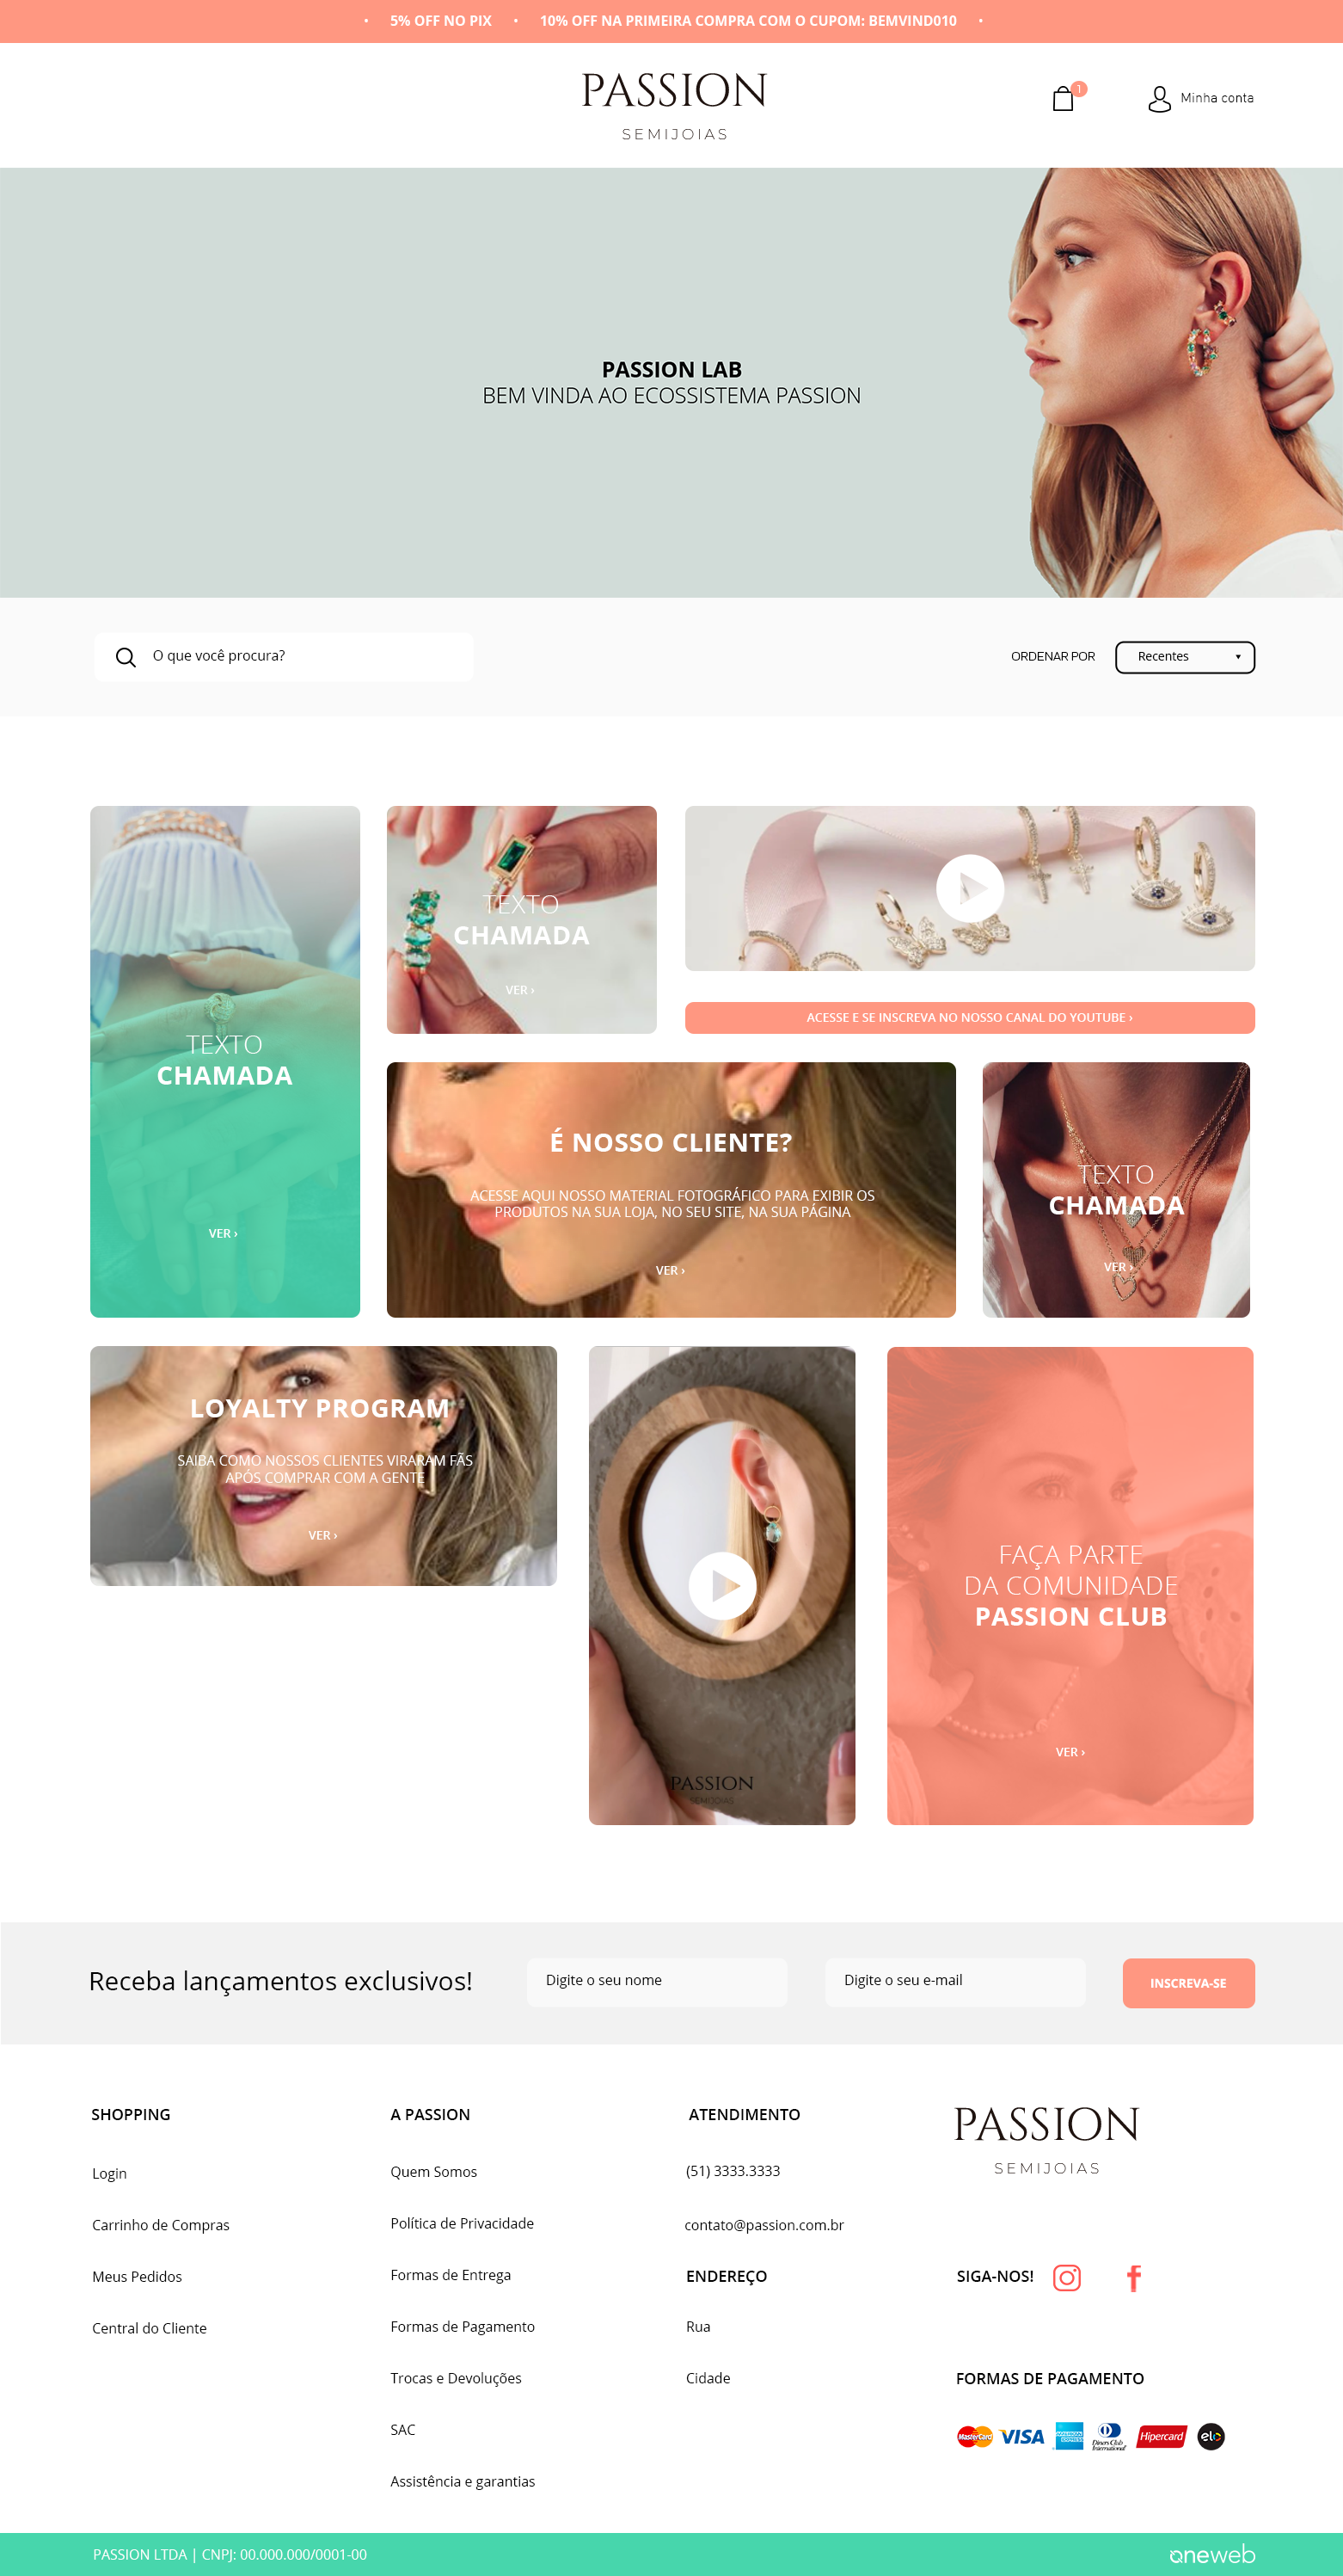 • 5% OFF NO PIX • 10% OFF NA PRIMEIRA COMPRA COM O CUPOM: BEMVIND010 •
PASSION
SEMIJOIAS
1
Minha conta
PASSION LAB
BEM VINDA AO ECOSSISTEMA PASSION
O que você procura?
ORDENAR POR
Recentes
TEXTO
CHAMADA
VER ›
TEXTO
CHAMADA
VER ›
ACESSE E SE INSCREVA NO NOSSO CANAL DO YOUTUBE ›
É NOSSO CLIENTE?
ACESSE AQUI NOSSO MATERIAL FOTOGRÁFICO PARA EXIBIR OS
PRODUTOS NA SUA LOJA, NO SEU SITE, NA SUA PÁGINA
VER ›
TEXTO
CHAMADA
VER ›
LOYALTY PROGRAM
SAIBA COMO NOSSOS CLIENTES VIRARAM FÃS
APÓS COMPRAR COM A GENTE
VER ›
PASSION
SEMIJOIAS
FAÇA PARTE
DA COMUNIDADE
PASSION CLUB
VER ›
Receba lançamentos exclusivos!
Digite o seu nome
Digite o seu e-mail
INSCREVA-SE
SHOPPING
Login
Carrinho de Compras
Meus Pedidos
Central do Cliente
A PASSION
Quem Somos
Política de Privacidade
Formas de Entrega
Formas de Pagamento
Trocas e Devoluções
SAC
Assistência e garantias
ATENDIMENTO
(51) 3333.3333
contato@passion.com.br
ENDEREÇO
Rua
Cidade
PASSION
SEMIJOIAS
SIGA-NOS!
FORMAS DE PAGAMENTO
MasterCard
VISA
AMERICAN EXPRESS
Diners Club
International
Hipercard
elo
PASSION LTDA | CNPJ: 00.000.000/0001-00
oneweb